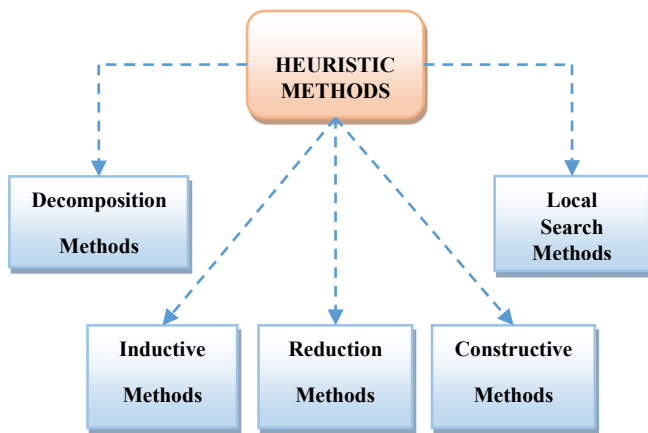 HEURISTIC
METHODS
Decomposition
Methods
Local
Search
Methods
Inductive
Methods
Reduction
Methods
Constructive
Methods